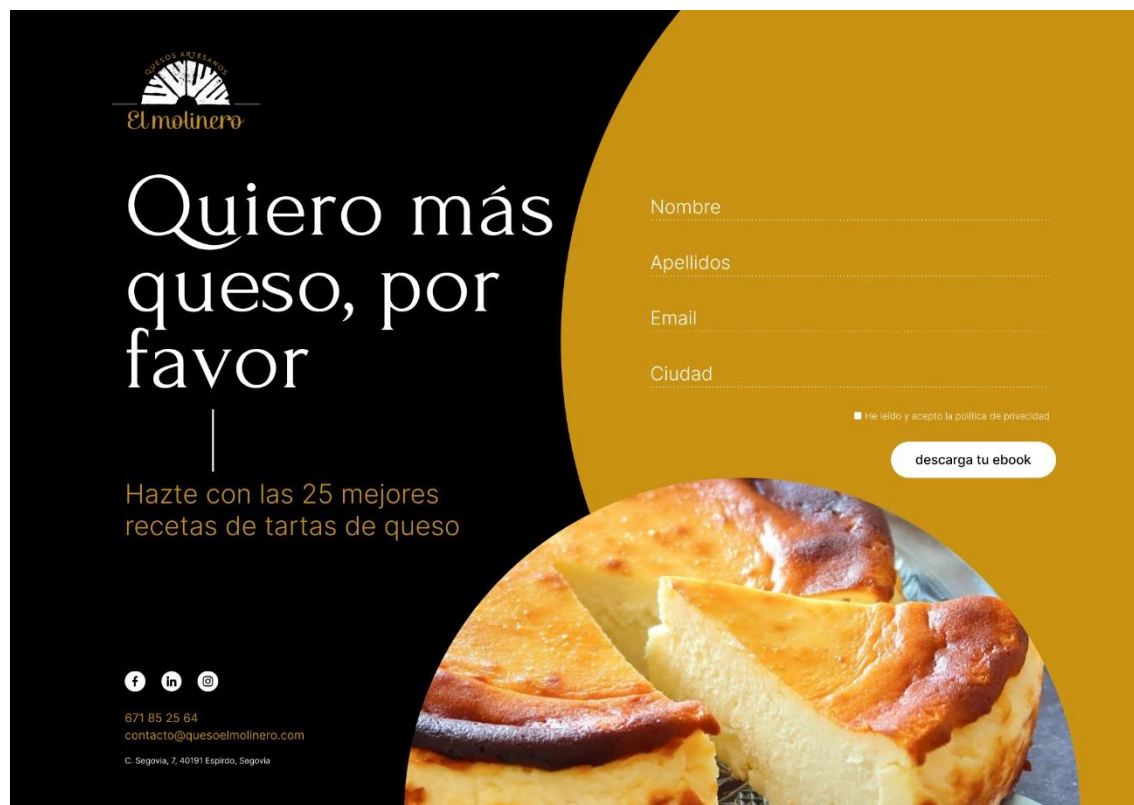 QUESOS ARTESANOS
El molinero
Quiero más
queso, por
favor
Hazte con las 25 mejores
recetas de tartas de queso
Nombre
Apellidos
Email
Ciudad
He leído y acepto la política de privacidad
descarga tu ebook
f in
671 85 25 64
contacto@quesoelmolinero.com
C. Segovia, 7, 40191 Espirdo, Segovia